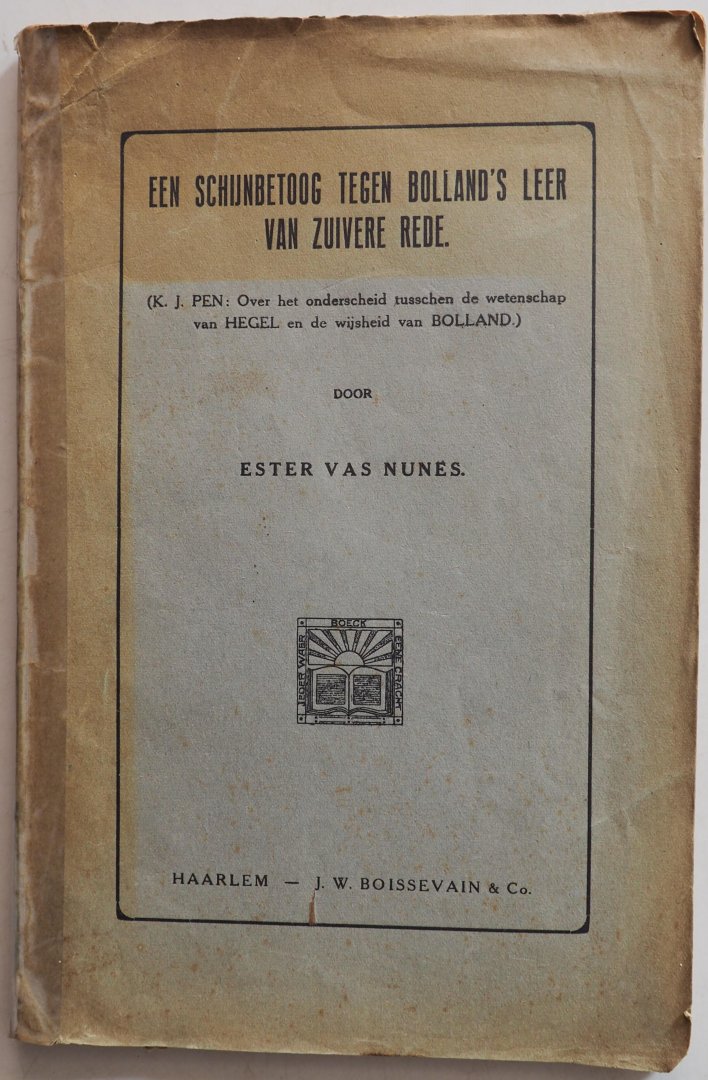 EEN SCHIJNBETOOG TEGEN BOLLAND'S LEER
VAN ZUIVERE REDE.
(K. J. PEN: Over het onderscheid tusschen de wetenschap
van HEGEL en de wijsheid van BOLLAND.)
DOOR
ESTER VAS NUNES.
BOECK
IEDER WAER
EENE CRACHT
HAARLEM — J. W. BOISSEVAIN & Co.